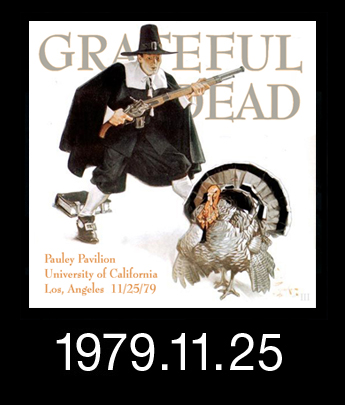 GRATEFUL
DEAD
Pauley Pavilion
University of California
Los, Angeles 11/25/79
1979.11.25